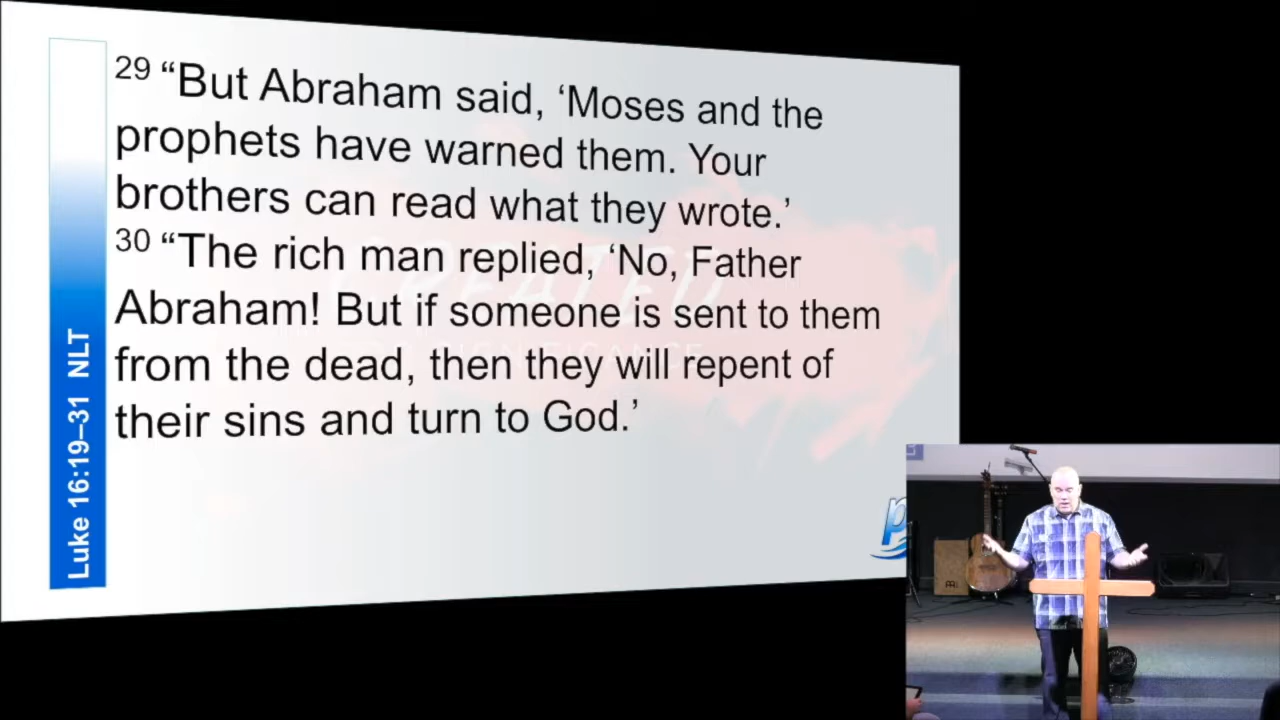 29 “But Abraham said, ‘Moses and the
prophets have warned them. Your
brothers can read what they wrote.’
30 “The rich man replied, ‘No, Father
Abraham! But if someone is sent to them
from the dead, then they will repent of
their sins and turn to God.’
Luke 16:19–31 NLT
CREATED
SIGNIFICANCE
p